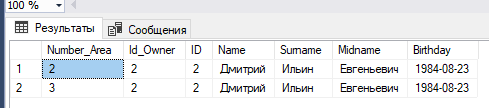 100 %
Результаты Сообщения
Number_Area Id_Owner ID Name Surname Midname Birthday
1 2 2 2 Дмитрий Ильин Евгеньевич 1984-08-23
2 3 2 2 Дмитрий Ильин Евгеньевич 1984-08-23